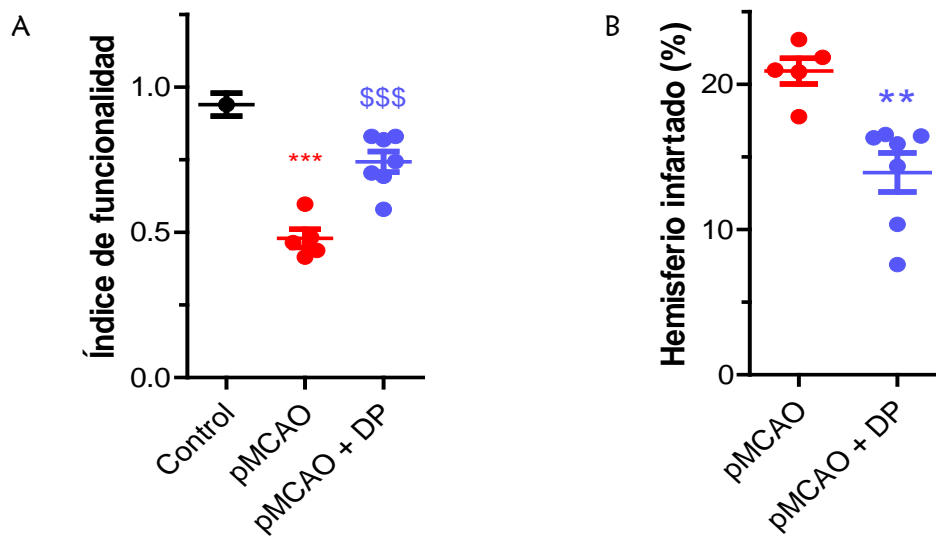 A
Índice de funcionalidad
1.0
0.5
0.0
***
$$$
Control
pMCAO
pMCAO + DP
B
Hemisferio infartado (%)
20
10
0
**
pMCAO
pMCAO + DP